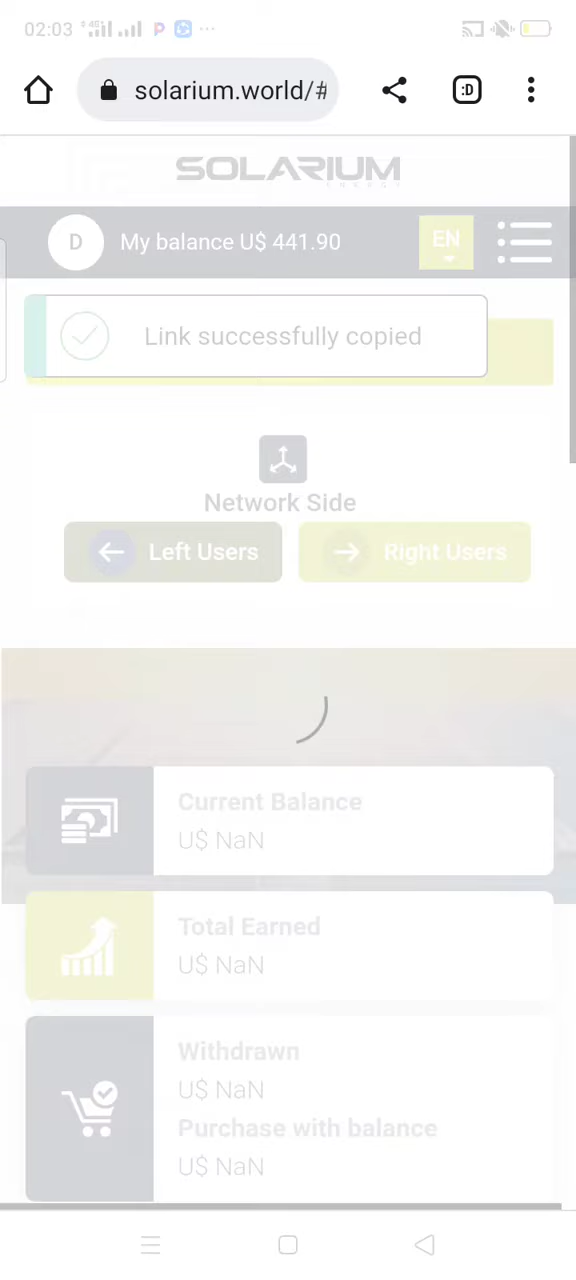 02:03
solarium.world/#
:D
SOLARIUM
ENERGY
D My balance U$ 441.90 EN
Link successfully copied
Network Side
Left Users Right Users
Current Balance
U$ NaN
Total Earned
U$ NaN
Withdrawn
U$ NaN
Purchase with balance
U$ NaN